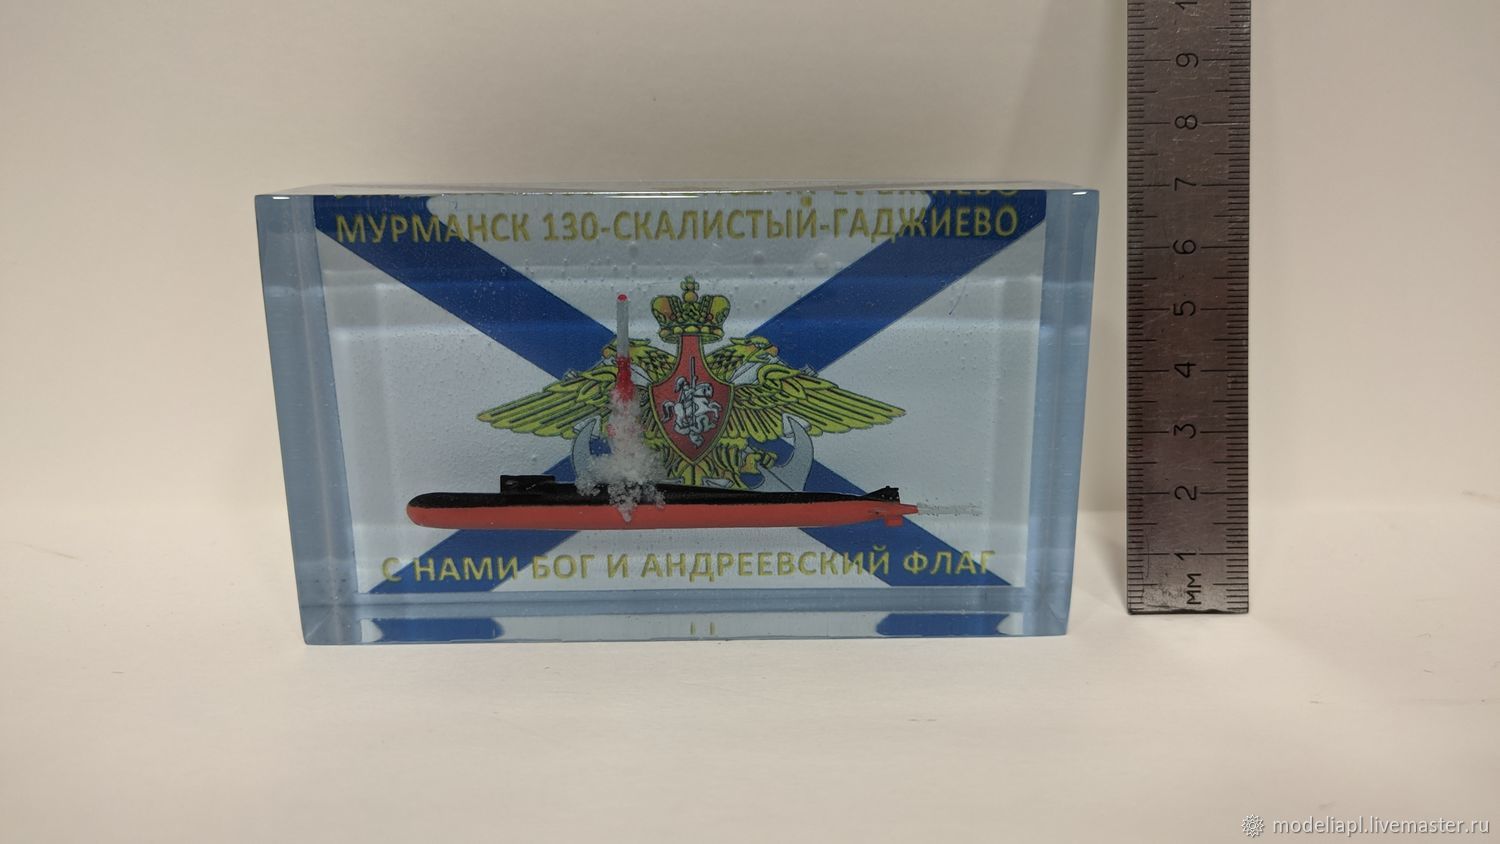 МУРМАНСК 130-СКАЛИСТЫЙ-ГАДЖИЕВО
С НАМИ БОГ И АНДРЕЕВСКИЙ ФЛАГ
9
8
7
6
5
4
3
2
1
мм
modeliapl.livemaster.ru